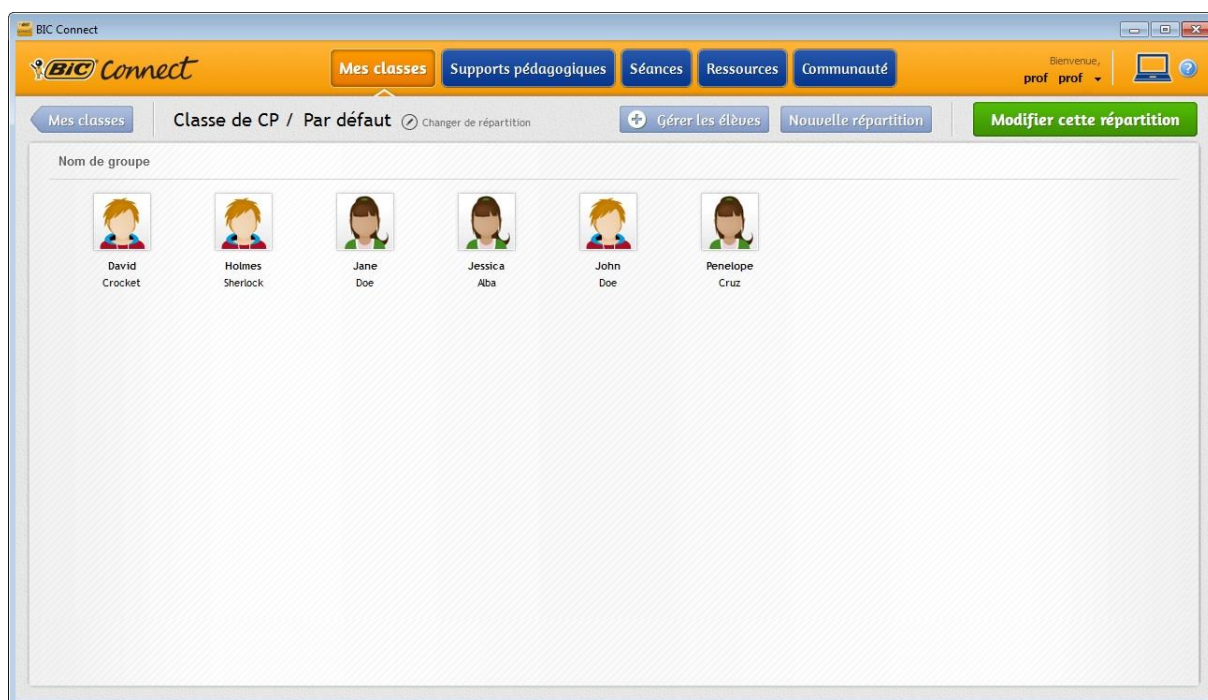 BIC Connect
BIC Connect
Mes classes
Supports pédagogiques
Séances
Ressources
Communauté
Bienvenue,
prof prof
?
Mes classes
Classe de CP / Par défaut
Changer de répartition
Gérer les élèves
Nouvelle répartition
Modifier cette répartition
Nom de groupe
David
Crocket
Holmes
Sherlock
Jane
Doe
Jessica
Alba
John
Doe
Penelope
Cruz